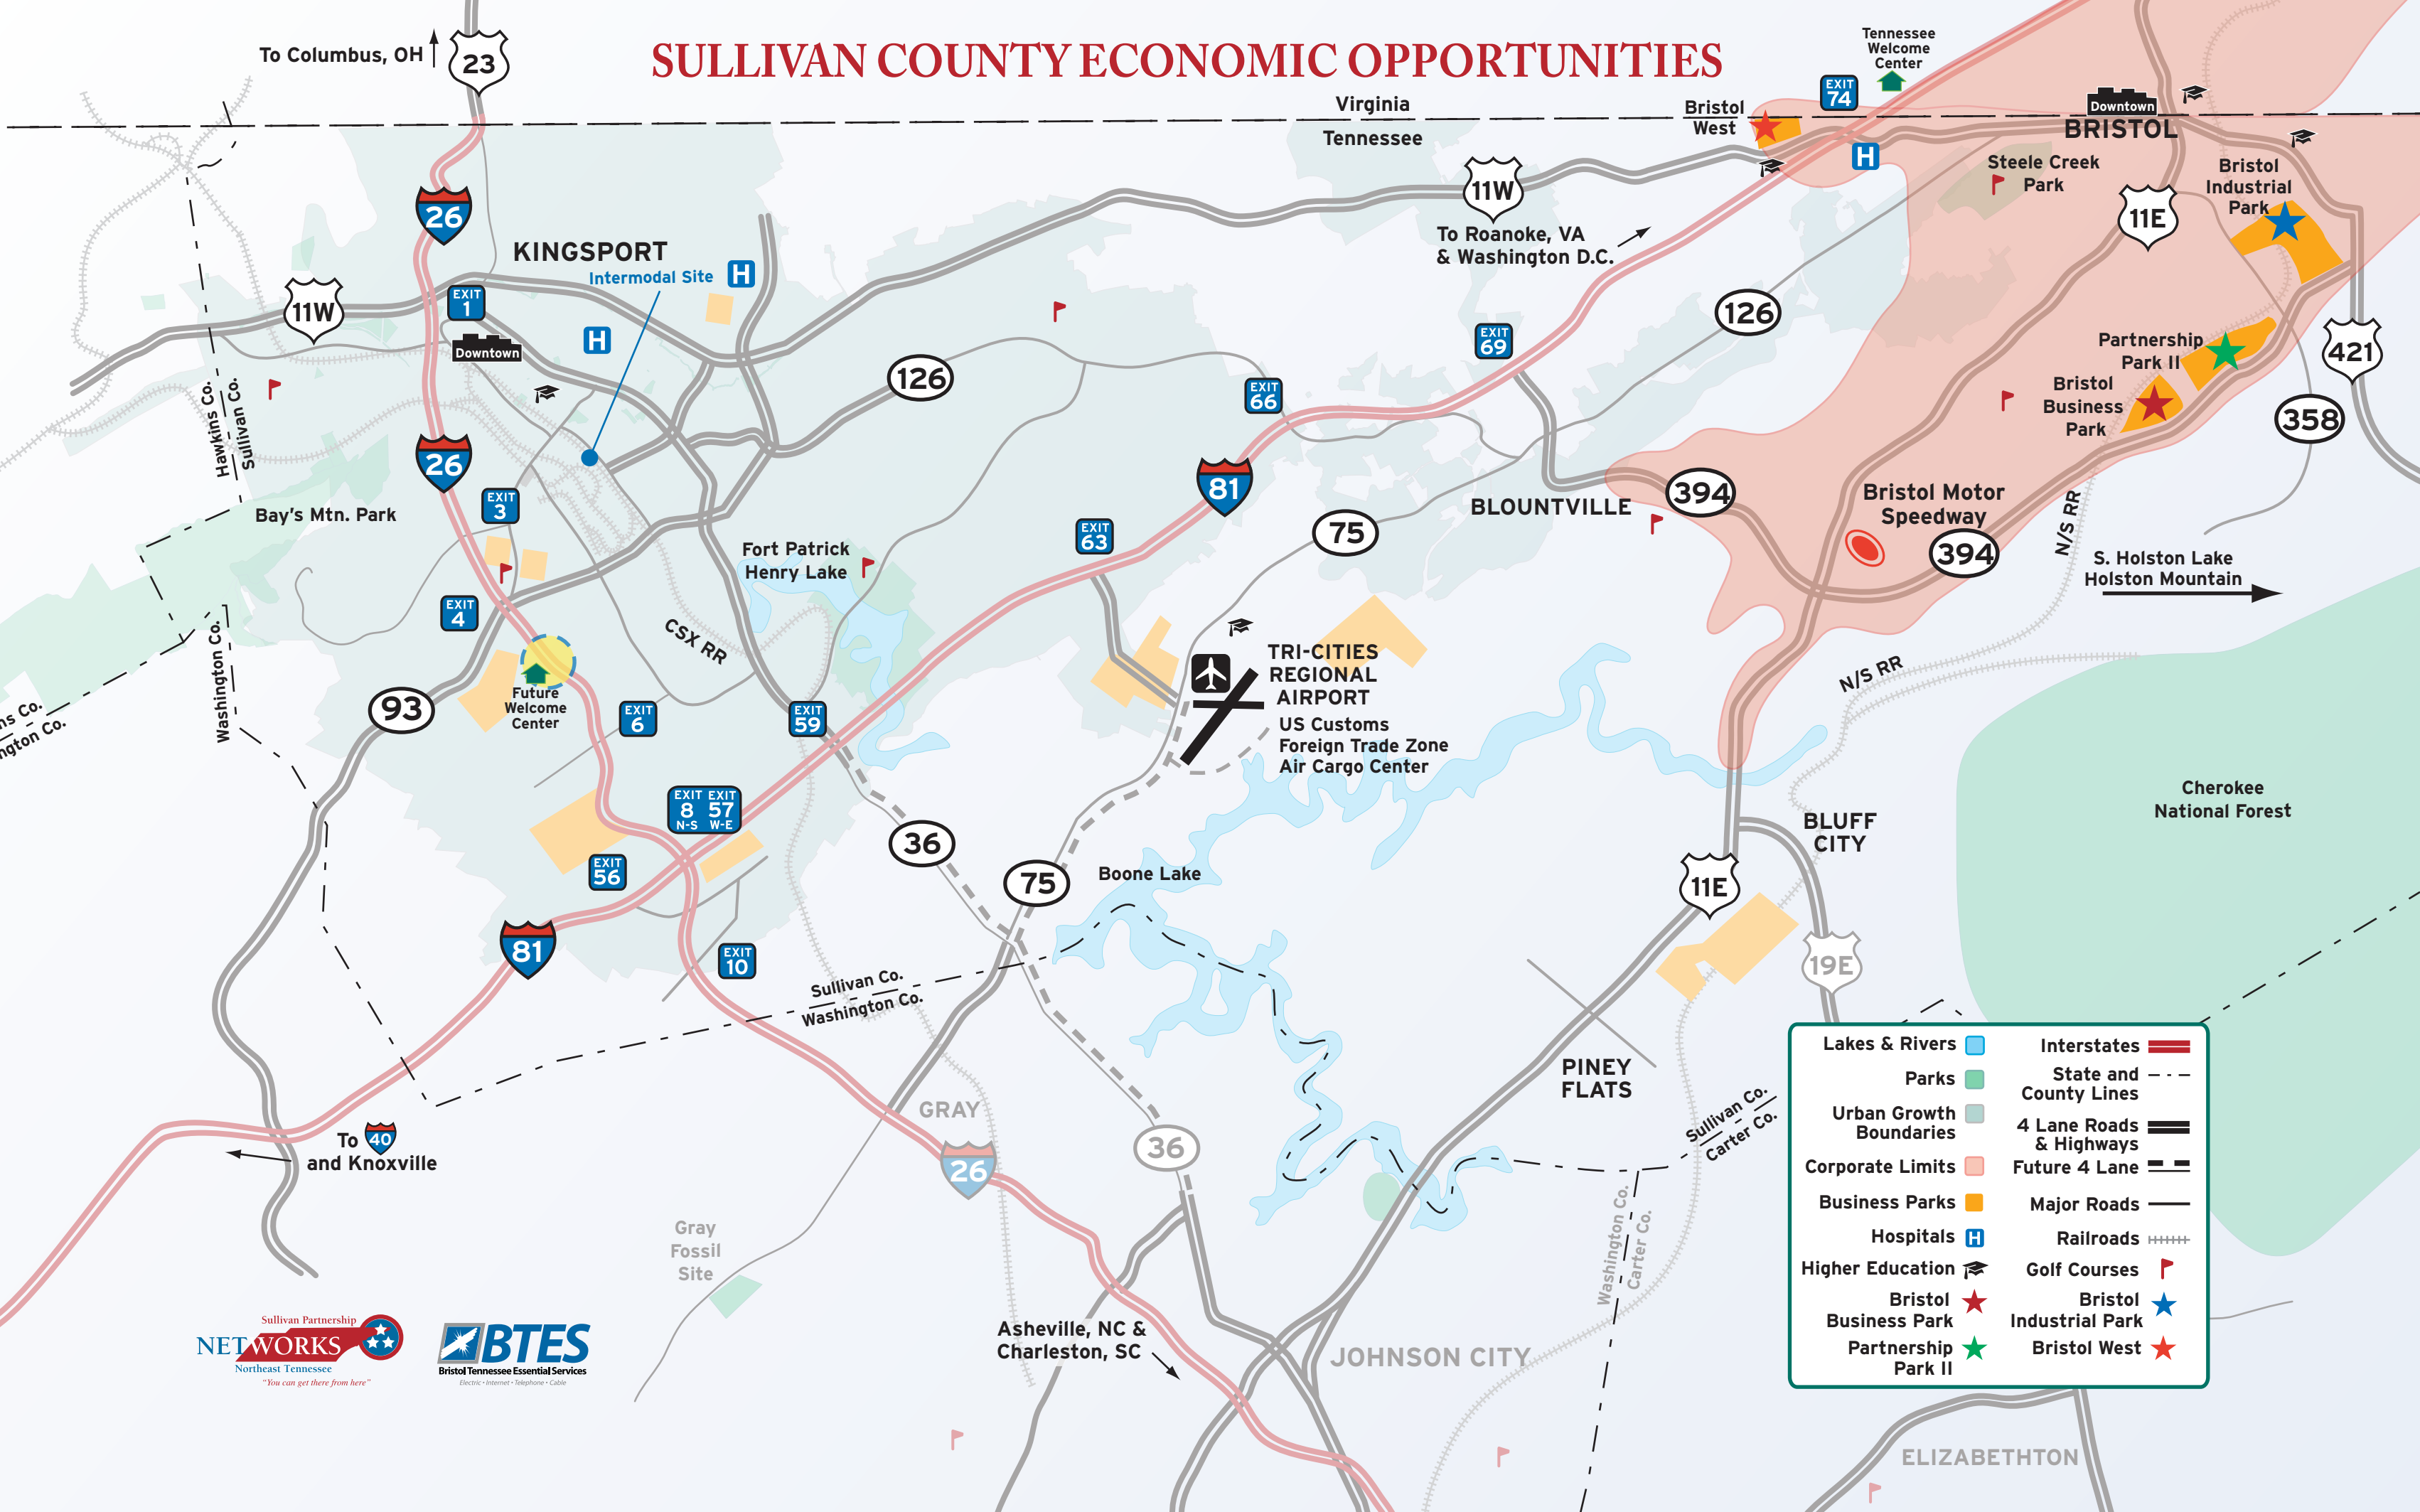 SULLIVAN COUNTY ECONOMIC OPPORTUNITIES
To Columbus, OH
23
Tennessee
Welcome
Center
EXIT
74
Virginia
Tennessee
Bristol
West
Downtown
BRISTOL
H
Steele Creek
Park
Bristol
Industrial
Park
11W
11E
26
To Roanoke, VA
& Washington D.C.
KINGSPORT
Intermodal Site
H
11W
EXIT
1
H
Downtown
126
EXIT
69
126
EXIT
66
Partnership
Park II
421
Bristol
Business
Park
358
Hawkins Co.
Sullivan Co.
26
81
EXIT
3
Bay's Mtn. Park
BLOUNTVILLE
394
Bristol Motor
Speedway
394
N/S RR
75
EXIT
63
Fort Patrick
Henry Lake
S. Holston Lake
Holston Mountain
EXIT
4
CSX RR
Washington Co.
TRI-CITIES
REGIONAL
AIRPORT
US Customs
Foreign Trade Zone
Air Cargo Center
N/S RR
93
Future
Welcome
Center
EXIT
6
EXIT
59
ns Co.
ngton Co.
Cherokee
National Forest
EXIT EXIT
8 57
N-S W-E
36
BLUFF
CITY
EXIT
56
75
Boone Lake
11E
81
EXIT
10
19E
Sullivan Co.
Washington Co.
PINEY
FLATS
GRAY
To 40
and Knoxville
26
36
Sullivan Co.
Carter Co.
Washington Co.
Carter Co.
Gray
Fossil
Site
Asheville, NC &
Charleston, SC
JOHNSON CITY
ELIZABETHTON
Lakes & Rivers
Parks
Urban Growth
Boundaries
Corporate Limits
Business Parks
Hospitals H
Higher Education
Bristol
Business Park
Partnership
Park II
Interstates
State and
County Lines
4 Lane Roads
& Highways
Future 4 Lane
Major Roads
Railroads
Golf Courses
Bristol
Industrial Park
Bristol West
Sullivan Partnership
NETWORKS
Northeast Tennessee
"You can get there from here"
BTES
Bristol Tennessee Essential Services
Electric • Internet • Telephone • Cable